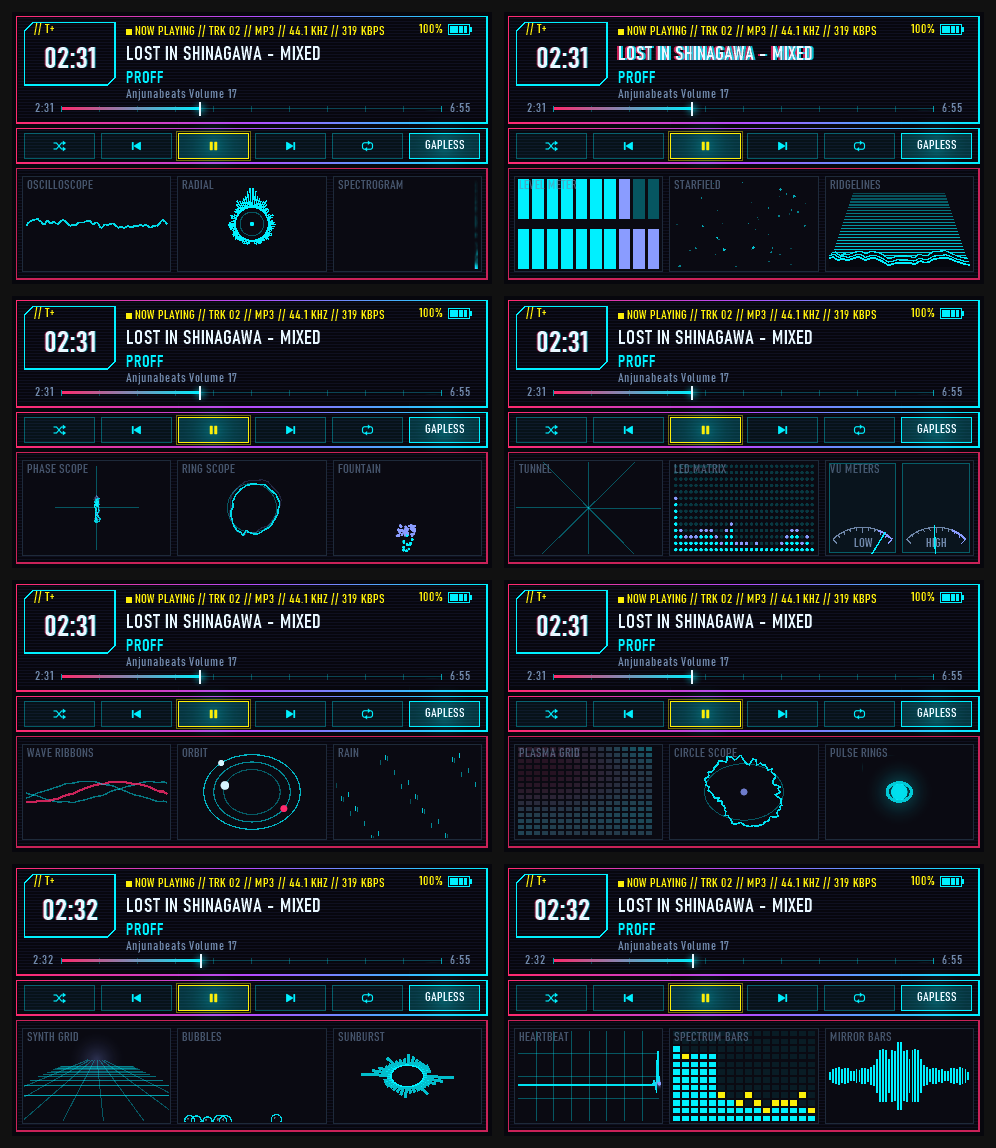 // T+
02:31
NOW PLAYING // TRK 02 // MP3 // 44.1 KHZ // 319 KBPS
100%
LOST IN SHINAGAWA - MIXED
PROFF
Anjunabeats Volume 17
2:31
6:55
GAPLESS
OSCILLOSCOPE
RADIAL
SPECTROGRAM
// T+
02:31
NOW PLAYING // TRK 02 // MP3 // 44.1 KHZ // 319 KBPS
100%
LOST IN SHINAGAWA - MIXED
PROFF
Anjunabeats Volume 17
2:31
6:55
GAPLESS
LEVEL METER
STARFIELD
RIDGELINES
// T+
02:31
NOW PLAYING // TRK 02 // MP3 // 44.1 KHZ // 319 KBPS
100%
LOST IN SHINAGAWA - MIXED
PROFF
Anjunabeats Volume 17
2:31
6:55
GAPLESS
PHASE SCOPE
RING SCOPE
FOUNTAIN
// T+
02:31
NOW PLAYING // TRK 02 // MP3 // 44.1 KHZ // 319 KBPS
100%
LOST IN SHINAGAWA - MIXED
PROFF
Anjunabeats Volume 17
2:31
6:55
GAPLESS
TUNNEL
LED MATRIX
VU METERS
LOW
HIGH
// T+
02:31
NOW PLAYING // TRK 02 // MP3 // 44.1 KHZ // 319 KBPS
100%
LOST IN SHINAGAWA - MIXED
PROFF
Anjunabeats Volume 17
2:31
6:55
GAPLESS
WAVE RIBBONS
ORBIT
RAIN
// T+
02:31
NOW PLAYING // TRK 02 // MP3 // 44.1 KHZ // 319 KBPS
100%
LOST IN SHINAGAWA - MIXED
PROFF
Anjunabeats Volume 17
2:31
6:55
GAPLESS
PLASMA GRID
CIRCLE SCOPE
PULSE RINGS
// T+
02:32
NOW PLAYING // TRK 02 // MP3 // 44.1 KHZ // 319 KBPS
100%
LOST IN SHINAGAWA - MIXED
PROFF
Anjunabeats Volume 17
2:32
6:55
GAPLESS
SYNTH GRID
BUBBLES
SUNBURST
// T+
02:32
NOW PLAYING // TRK 02 // MP3 // 44.1 KHZ // 319 KBPS
100%
LOST IN SHINAGAWA - MIXED
PROFF
Anjunabeats Volume 17
2:32
6:55
GAPLESS
HEARTBEAT
SPECTRUM BARS
MIRROR BARS